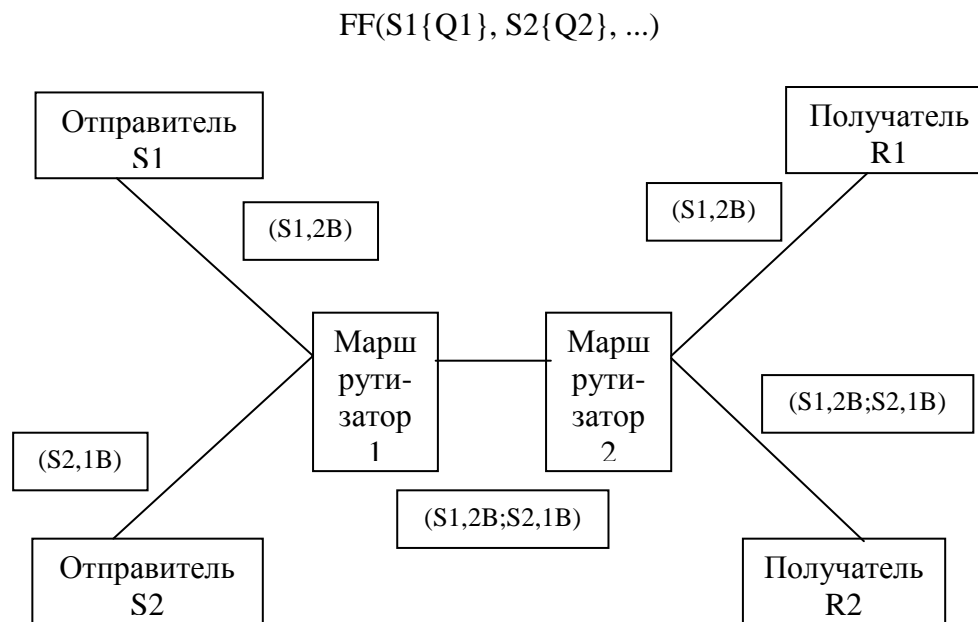 FF(S1{Q1}, S2{Q2}, ...)
Отправитель
S1
Получатель
R1
(S1,2B)
(S1,2B)
Марш
рути-
затор
1
Марш
рути-
затор
2
(S1,2B;S2,1B)
(S2,1B)
(S1,2B;S2,1B)
Отправитель
S2
Получатель
R2